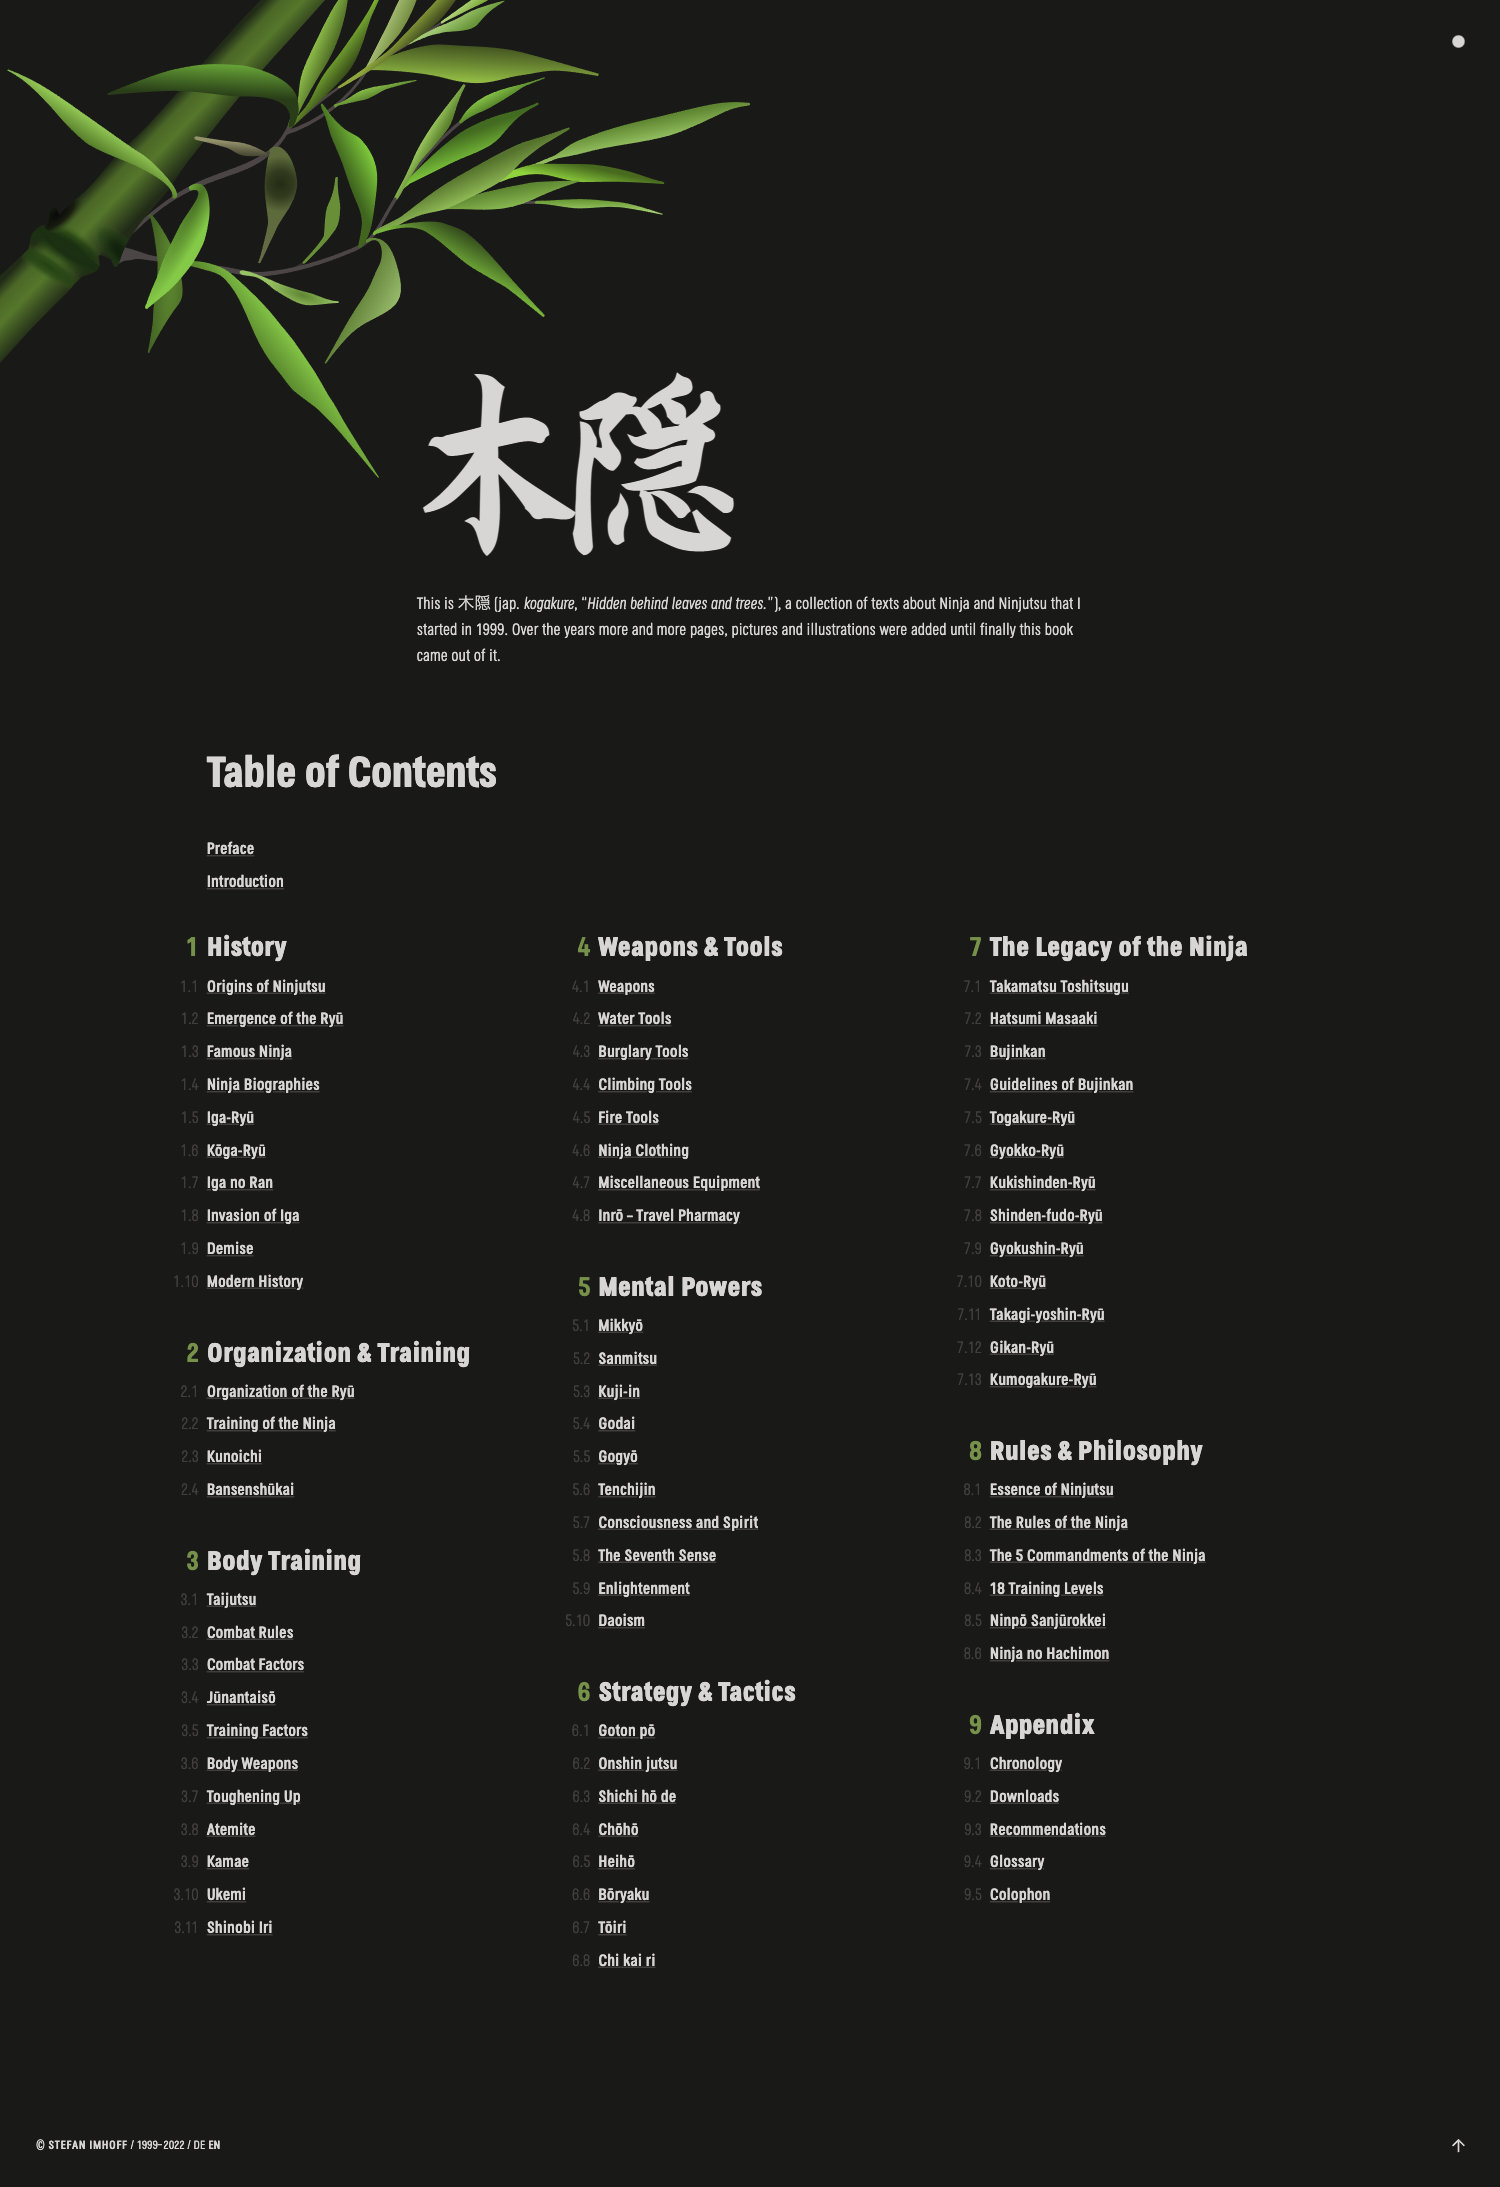 木隠
This is 木隠 (jap. kogakure, “Hidden behind leaves and trees.”), a collection of texts about Ninja and Ninjutsu that I
started in 1999. Over the years more and more pages, pictures and illustrations were added until finally this book
came out of it.
Table of Contents
Preface
Introduction
1 History
1.1 Origins of Ninjutsu
1.2 Emergence of the Ryū
1.3 Famous Ninja
1.4 Ninja Biographies
1.5 Iga-Ryū
1.6 Kōga-Ryū
1.7 Iga no Ran
1.8 Invasion of Iga
1.9 Demise
1.10 Modern History
2 Organization & Training
2.1 Organization of the Ryū
2.2 Training of the Ninja
2.3 Kunoichi
2.4 Bansenshūkai
3 Body Training
3.1 Taijutsu
3.2 Combat Rules
3.3 Combat Factors
3.4 Jūnantaisō
3.5 Training Factors
3.6 Body Weapons
3.7 Toughening Up
3.8 Atemite
3.9 Kamae
3.10 Ukemi
3.11 Shinobi Iri
4 Weapons & Tools
4.1 Weapons
4.2 Water Tools
4.3 Burglary Tools
4.4 Climbing Tools
4.5 Fire Tools
4.6 Ninja Clothing
4.7 Miscellaneous Equipment
4.8 Inrō – Travel Pharmacy
5 Mental Powers
5.1 Mikkyō
5.2 Sanmitsu
5.3 Kuji-in
5.4 Godai
5.5 Gogyō
5.6 Tenchijin
5.7 Consciousness and Spirit
5.8 The Seventh Sense
5.9 Enlightenment
5.10 Daoism
6 Strategy & Tactics
6.1 Goton pō
6.2 Onshin jutsu
6.3 Shichi hō de
6.4 Chōhō
6.5 Heihō
6.6 Bōryaku
6.7 Tōiri
6.8 Chi kai ri
7 The Legacy of the Ninja
7.1 Takamatsu Toshitsugu
7.2 Hatsumi Masaaki
7.3 Bujinkan
7.4 Guidelines of Bujinkan
7.5 Togakure-Ryū
7.6 Gyokko-Ryū
7.7 Kukishinden-Ryū
7.8 Shinden-fudo-Ryū
7.9 Gyokushin-Ryū
7.10 Koto-Ryū
7.11 Takagi-yoshin-Ryū
7.12 Gikan-Ryū
7.13 Kumogakure-Ryū
8 Rules & Philosophy
8.1 Essence of Ninjutsu
8.2 The Rules of the Ninja
8.3 The 5 Commandments of the Ninja
8.4 18 Training Levels
8.5 Ninpō Sanjūrokkei
8.6 Ninja no Hachimon
9 Appendix
9.1 Chronology
9.2 Downloads
9.3 Recommendations
9.4 Glossary
9.5 Colophon
© STEFAN IMHOFF / 1999–2022 / DE EN